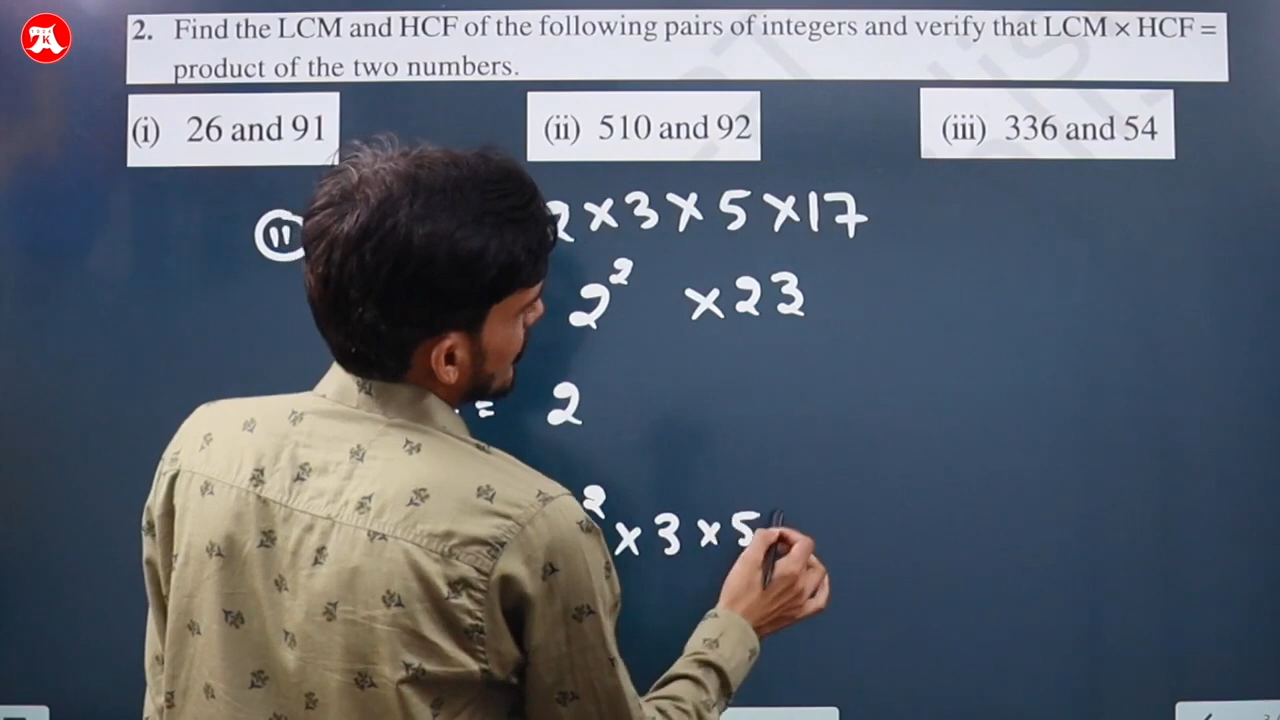 2. Find the LCM and HCF of the following pairs of integers and verify that LCM × HCF =
product of the two numbers.
(i) 26 and 91 (ii) 510 and 92 (iii) 336 and 54
(ii) 2 × 3 × 5 × 17
2² × 23
= 2
² × 3 × 5